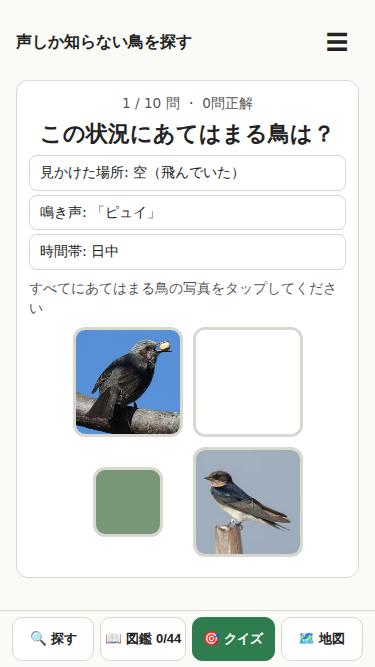 声しか知らない鳥を探す
1 / 10 問 ・ 0問正解
この状況にあてはまる鳥は？
見かけた場所: 空（飛んでいた）
鳴き声: 「ピュイ」
時間帯: 日中
すべてにあてはまる鳥の写真をタップしてくださ
い
🔍 探す
📖 図鑑 0/44
🎯 クイズ
🗺️ 地図